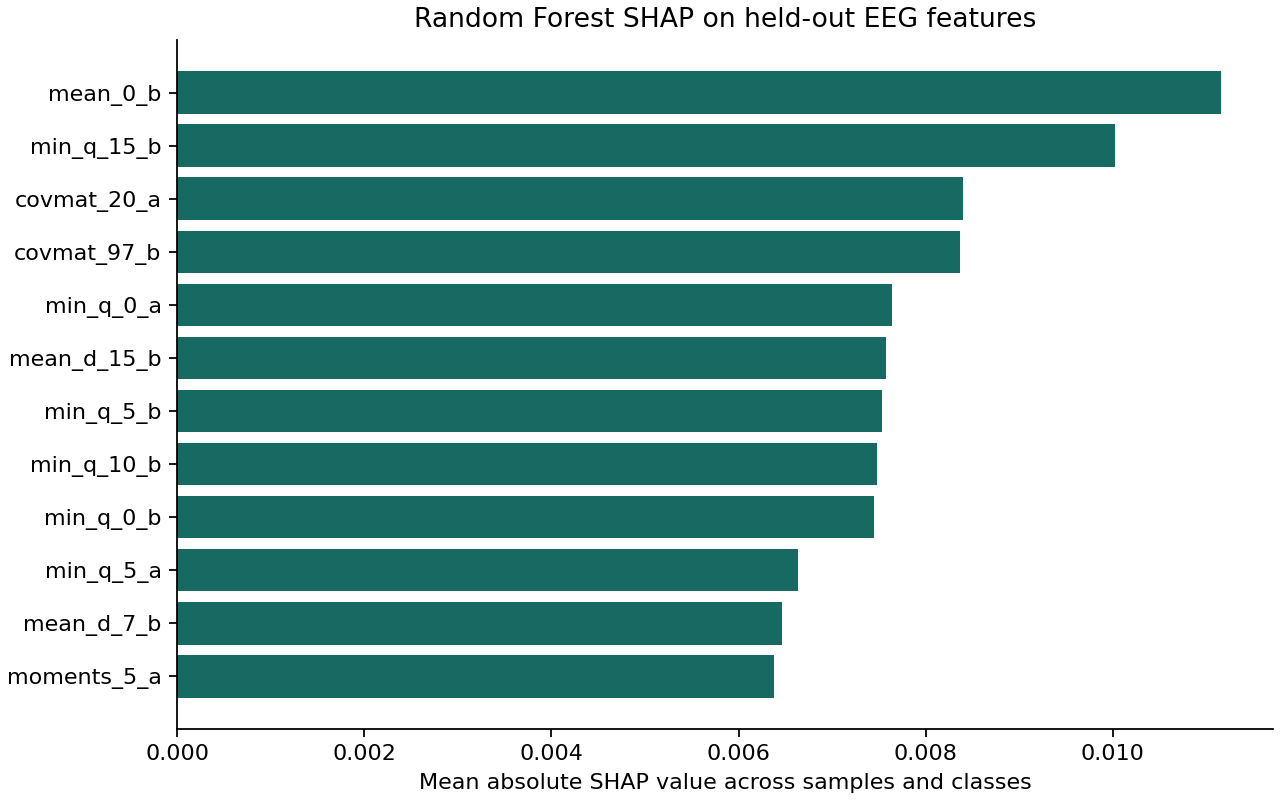 Random Forest SHAP on held-out EEG features
mean_0_b
min_q_15_b
covmat_20_a
covmat_97_b
min_q_0_a
mean_d_15_b
min_q_5_b
min_q_10_b
min_q_0_b
min_q_5_a
mean_d_7_b
moments_5_a
0.000 0.002 0.004 0.006 0.008 0.010
Mean absolute SHAP value across samples and classes